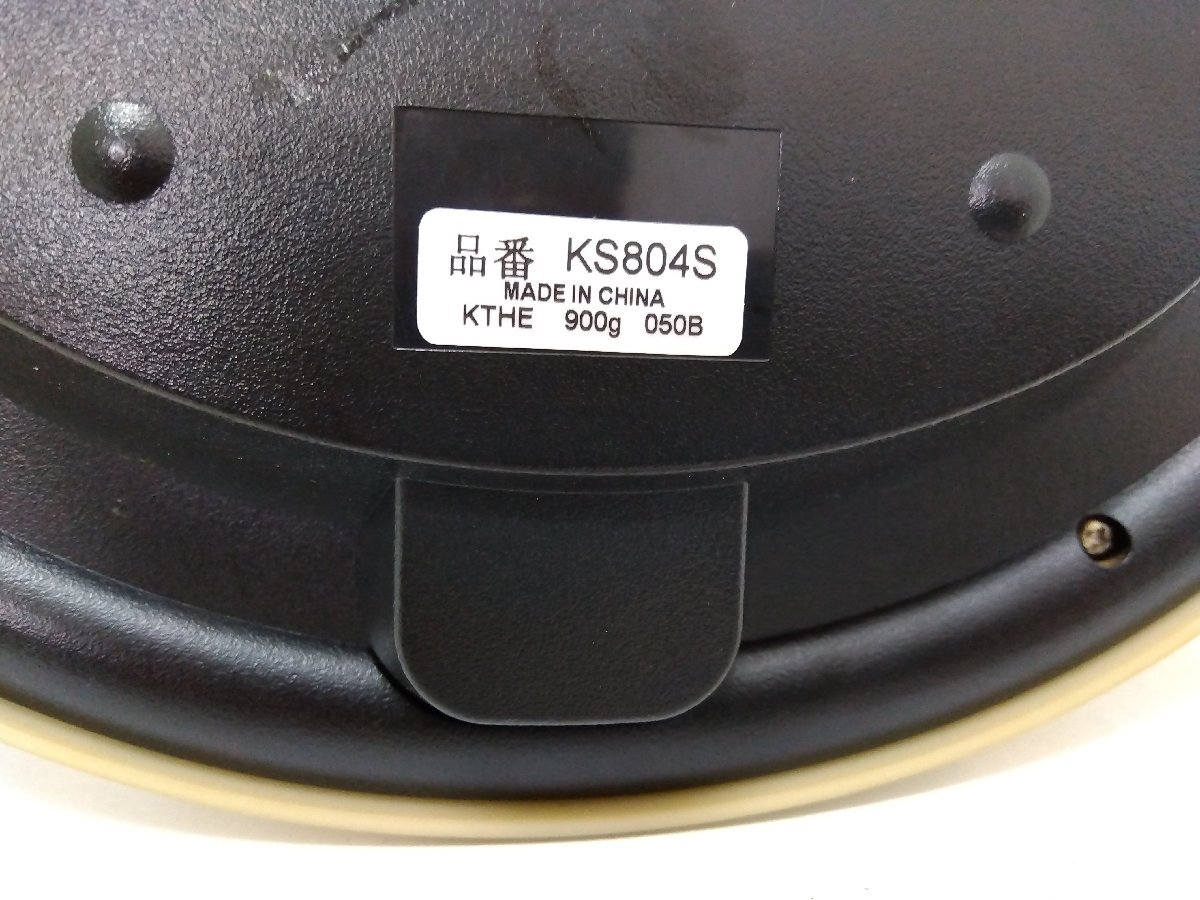 品番 KS804S
MADE IN CHINA
KTHE 900g 050B